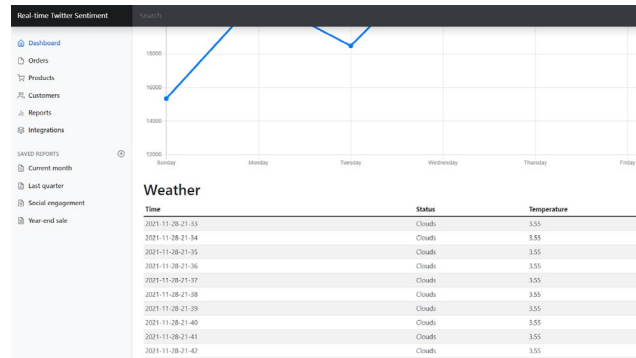 Real-time Twitter Sentiment
Search
Dashboard
Orders
Products
Customers
Reports
Integrations
SAVED REPORTS
Current month
Last quarter
Social engagement
Year-end sale
18000
16000
14000
12000
Sunday Monday Tuesday Wednesday Thursday Friday
Weather
Time Status Temperature
2021-11-28-21-33 Clouds 3.55
2021-11-28-21-34 Clouds 3.55
2021-11-28-21-35 Clouds 3.55
2021-11-28-21-36 Clouds 3.55
2021-11-28-21-37 Clouds 3.55
2021-11-28-21-38 Clouds 3.55
2021-11-28-21-39 Clouds 3.55
2021-11-28-21-40 Clouds 3.55
2021-11-28-21-41 Clouds 3.55
2021-11-28-21-42 Clouds 3.55